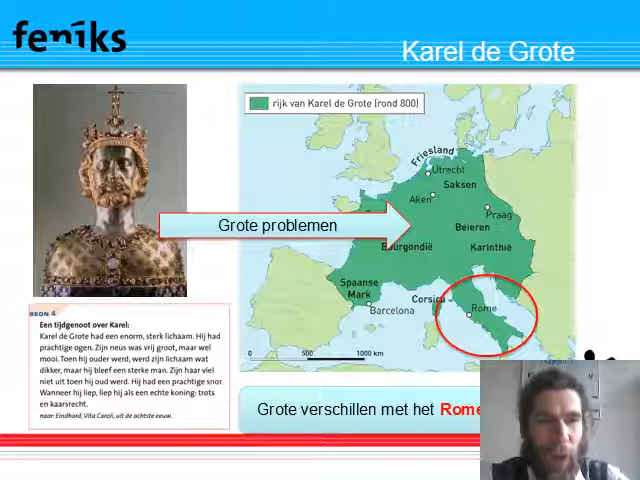 feniks
Karel de Grote
rijk van Karel de Grote (rond 800)
Friesland
Utrecht
Saksen
Aken
Praag
Grote problemen
Beieren
Bourgondië
Karinthië
Spaanse
Mark
Corsica
Rome
Barcelona
0 500 1000 km
BRON 4
Een tijdgenoot over Karel:
Karel de Grote had een enorm, sterk lichaam. Hij had
prachtige ogen. Zijn neus was vrij groot, maar wel
mooi. Toen hij ouder werd, werd zijn lichaam wat
dikker, maar hij bleef een sterke man. Zijn haar viel
niet uit toen hij oud werd. Hij had een prachtige snor.
Wanneer hij liep, liep hij als een echte koning: trots
en kaarsrecht.
naar: Eindhard, Vita Caroli, uit de achtste eeuw.
Grote verschillen met het Rome